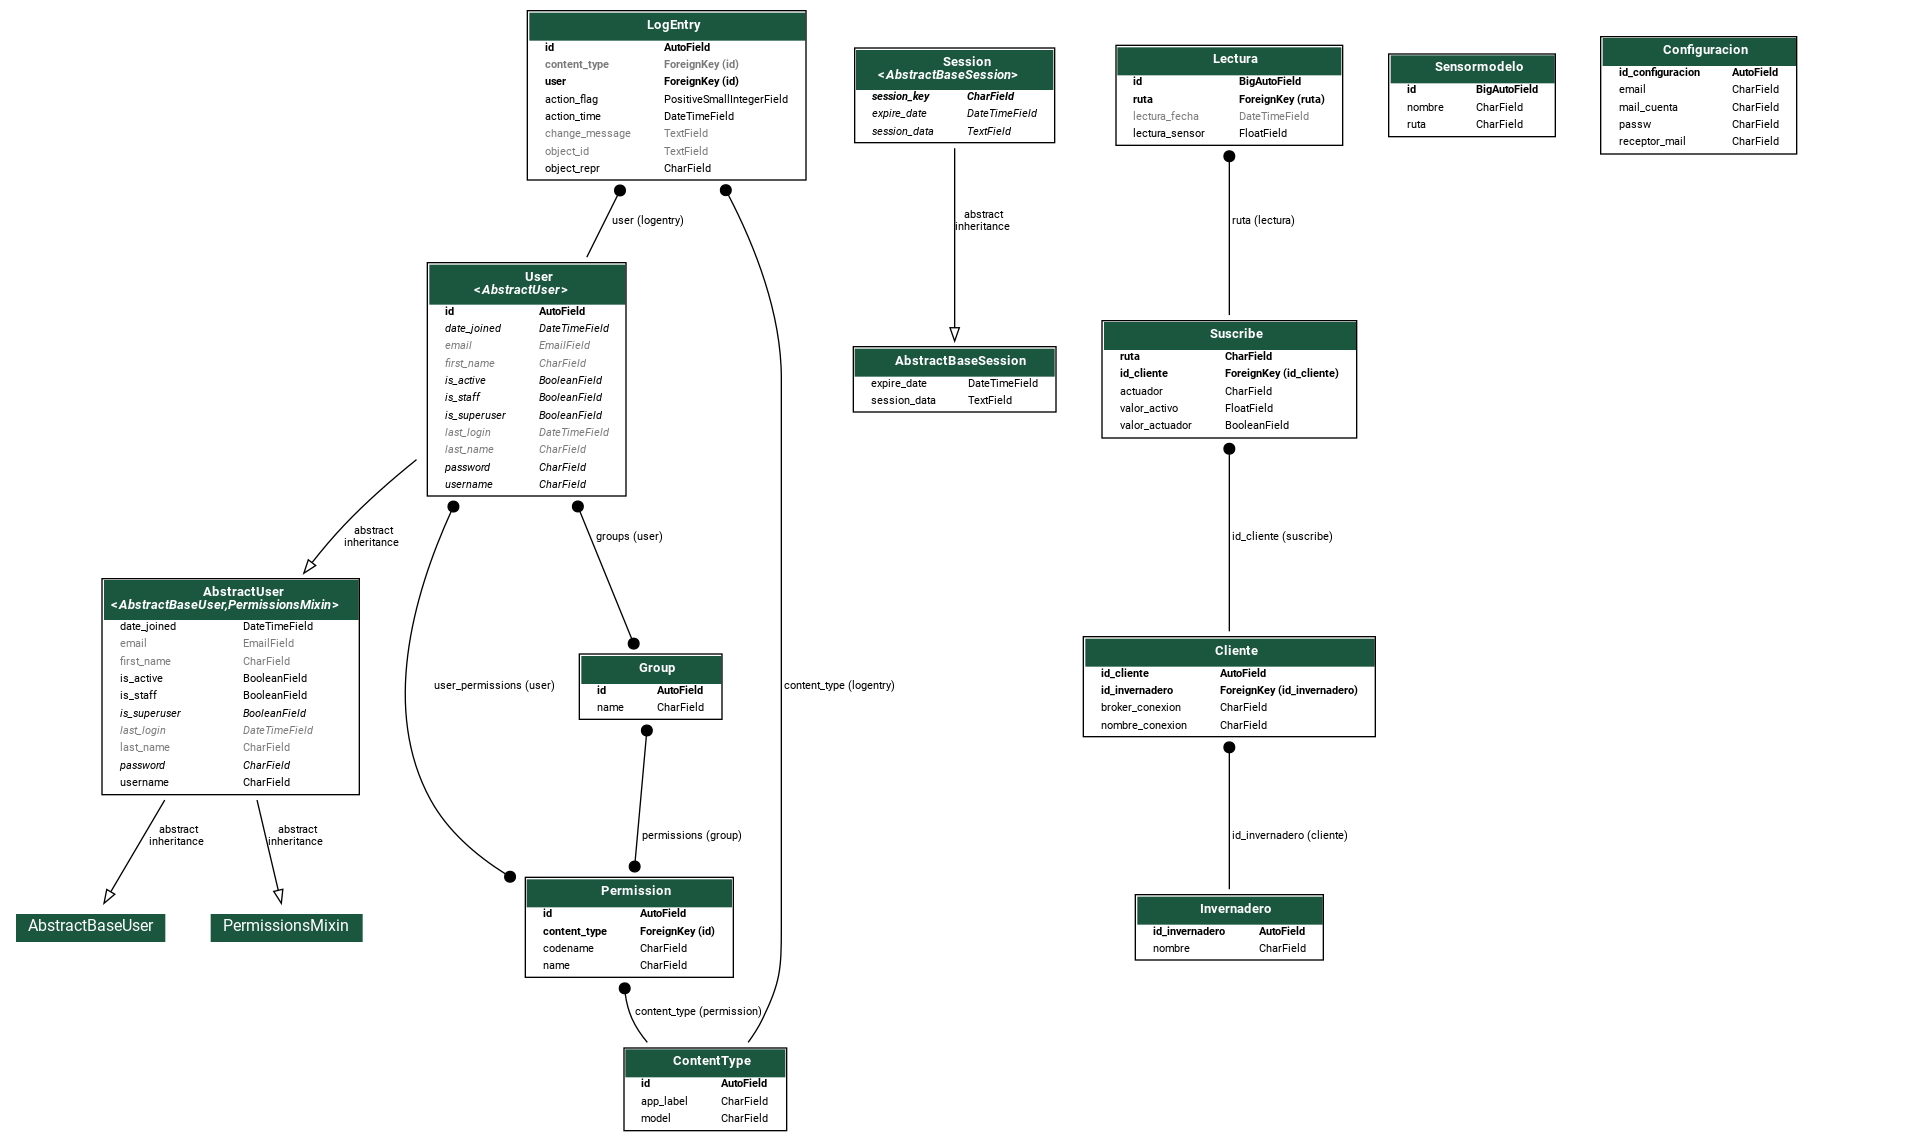 LogEntry
id AutoField
content_type ForeignKey (id)
user ForeignKey (id)
action_flag PositiveSmallIntegerField
action_time DateTimeField
change_message TextField
object_id TextField
object_repr CharField
Session
<AbstractBaseSession>
session_key CharField
expire_date DateTimeField
session_data TextField
Lectura
id BigAutoField
ruta ForeignKey (ruta)
lectura_fecha DateTimeField
lectura_sensor FloatField
Sensormodelo
id BigAutoField
nombre CharField
ruta CharField
Configuracion
id_configuracion AutoField
email CharField
mail_cuenta CharField
passw CharField
receptor_mail CharField
user (logentry)
abstract
inheritance
ruta (lectura)
User
<AbstractUser>
id AutoField
date_joined DateTimeField
email EmailField
first_name CharField
is_active BooleanField
is_staff BooleanField
is_superuser BooleanField
last_login DateTimeField
last_name CharField
password CharField
username CharField
AbstractBaseSession
expire_date DateTimeField
session_data TextField
Suscribe
ruta CharField
id_cliente ForeignKey (id_cliente)
actuador CharField
valor_activo FloatField
valor_actuador BooleanField
abstract
inheritance
groups (user)
id_cliente (suscribe)
AbstractUser
<AbstractBaseUser,PermissionsMixin>
date_joined DateTimeField
email EmailField
first_name CharField
is_active BooleanField
is_staff BooleanField
is_superuser BooleanField
last_login DateTimeField
last_name CharField
password CharField
username CharField
user_permissions (user)
Group
id AutoField
name CharField
content_type (logentry)
Cliente
id_cliente AutoField
id_invernadero ForeignKey (id_invernadero)
broker_conexion CharField
nombre_conexion CharField
abstract
inheritance
abstract
inheritance
permissions (group)
id_invernadero (cliente)
AbstractBaseUser
PermissionsMixin
Permission
id AutoField
content_type ForeignKey (id)
codename CharField
name CharField
Invernadero
id_invernadero AutoField
nombre CharField
content_type (permission)
ContentType
id AutoField
app_label CharField
model CharField